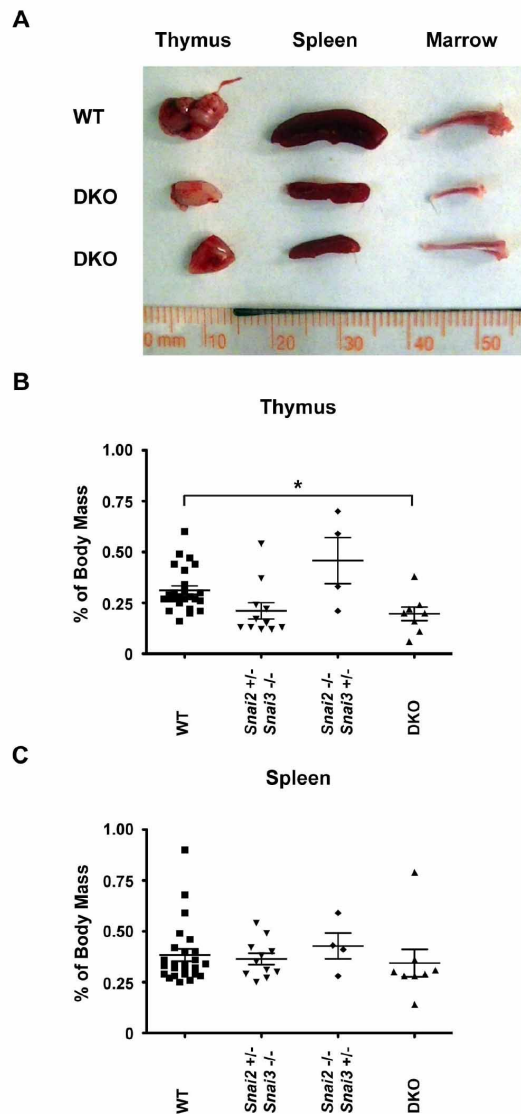 A
Thymus Spleen Marrow
WT
DKO
DKO
0 mm 10 20 30 40 50
B
Thymus
% of Body Mass
1.00
0.75
0.50
0.25
0
*
WT
Snai2 +/-
Snai3 -/-
Snai2 -/-
Snai3 +/-
DKO
C
Spleen
% of Body Mass
1.00
0.75
0.50
0.25
0
WT
Snai2 +/-
Snai3 -/-
Snai2 -/-
Snai3 +/-
DKO